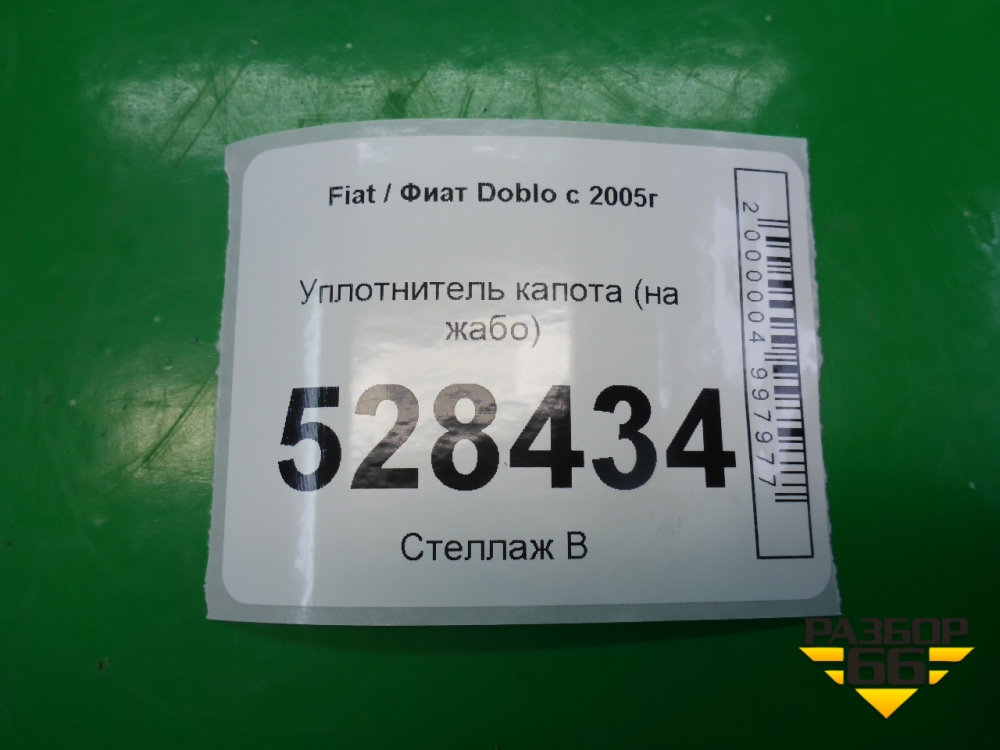 Fiat / Фиат Doblo с 2005г
Уплотнитель капота (на
жабо)
528434
Стеллаж В
2000004997977
РАЗБОР
66